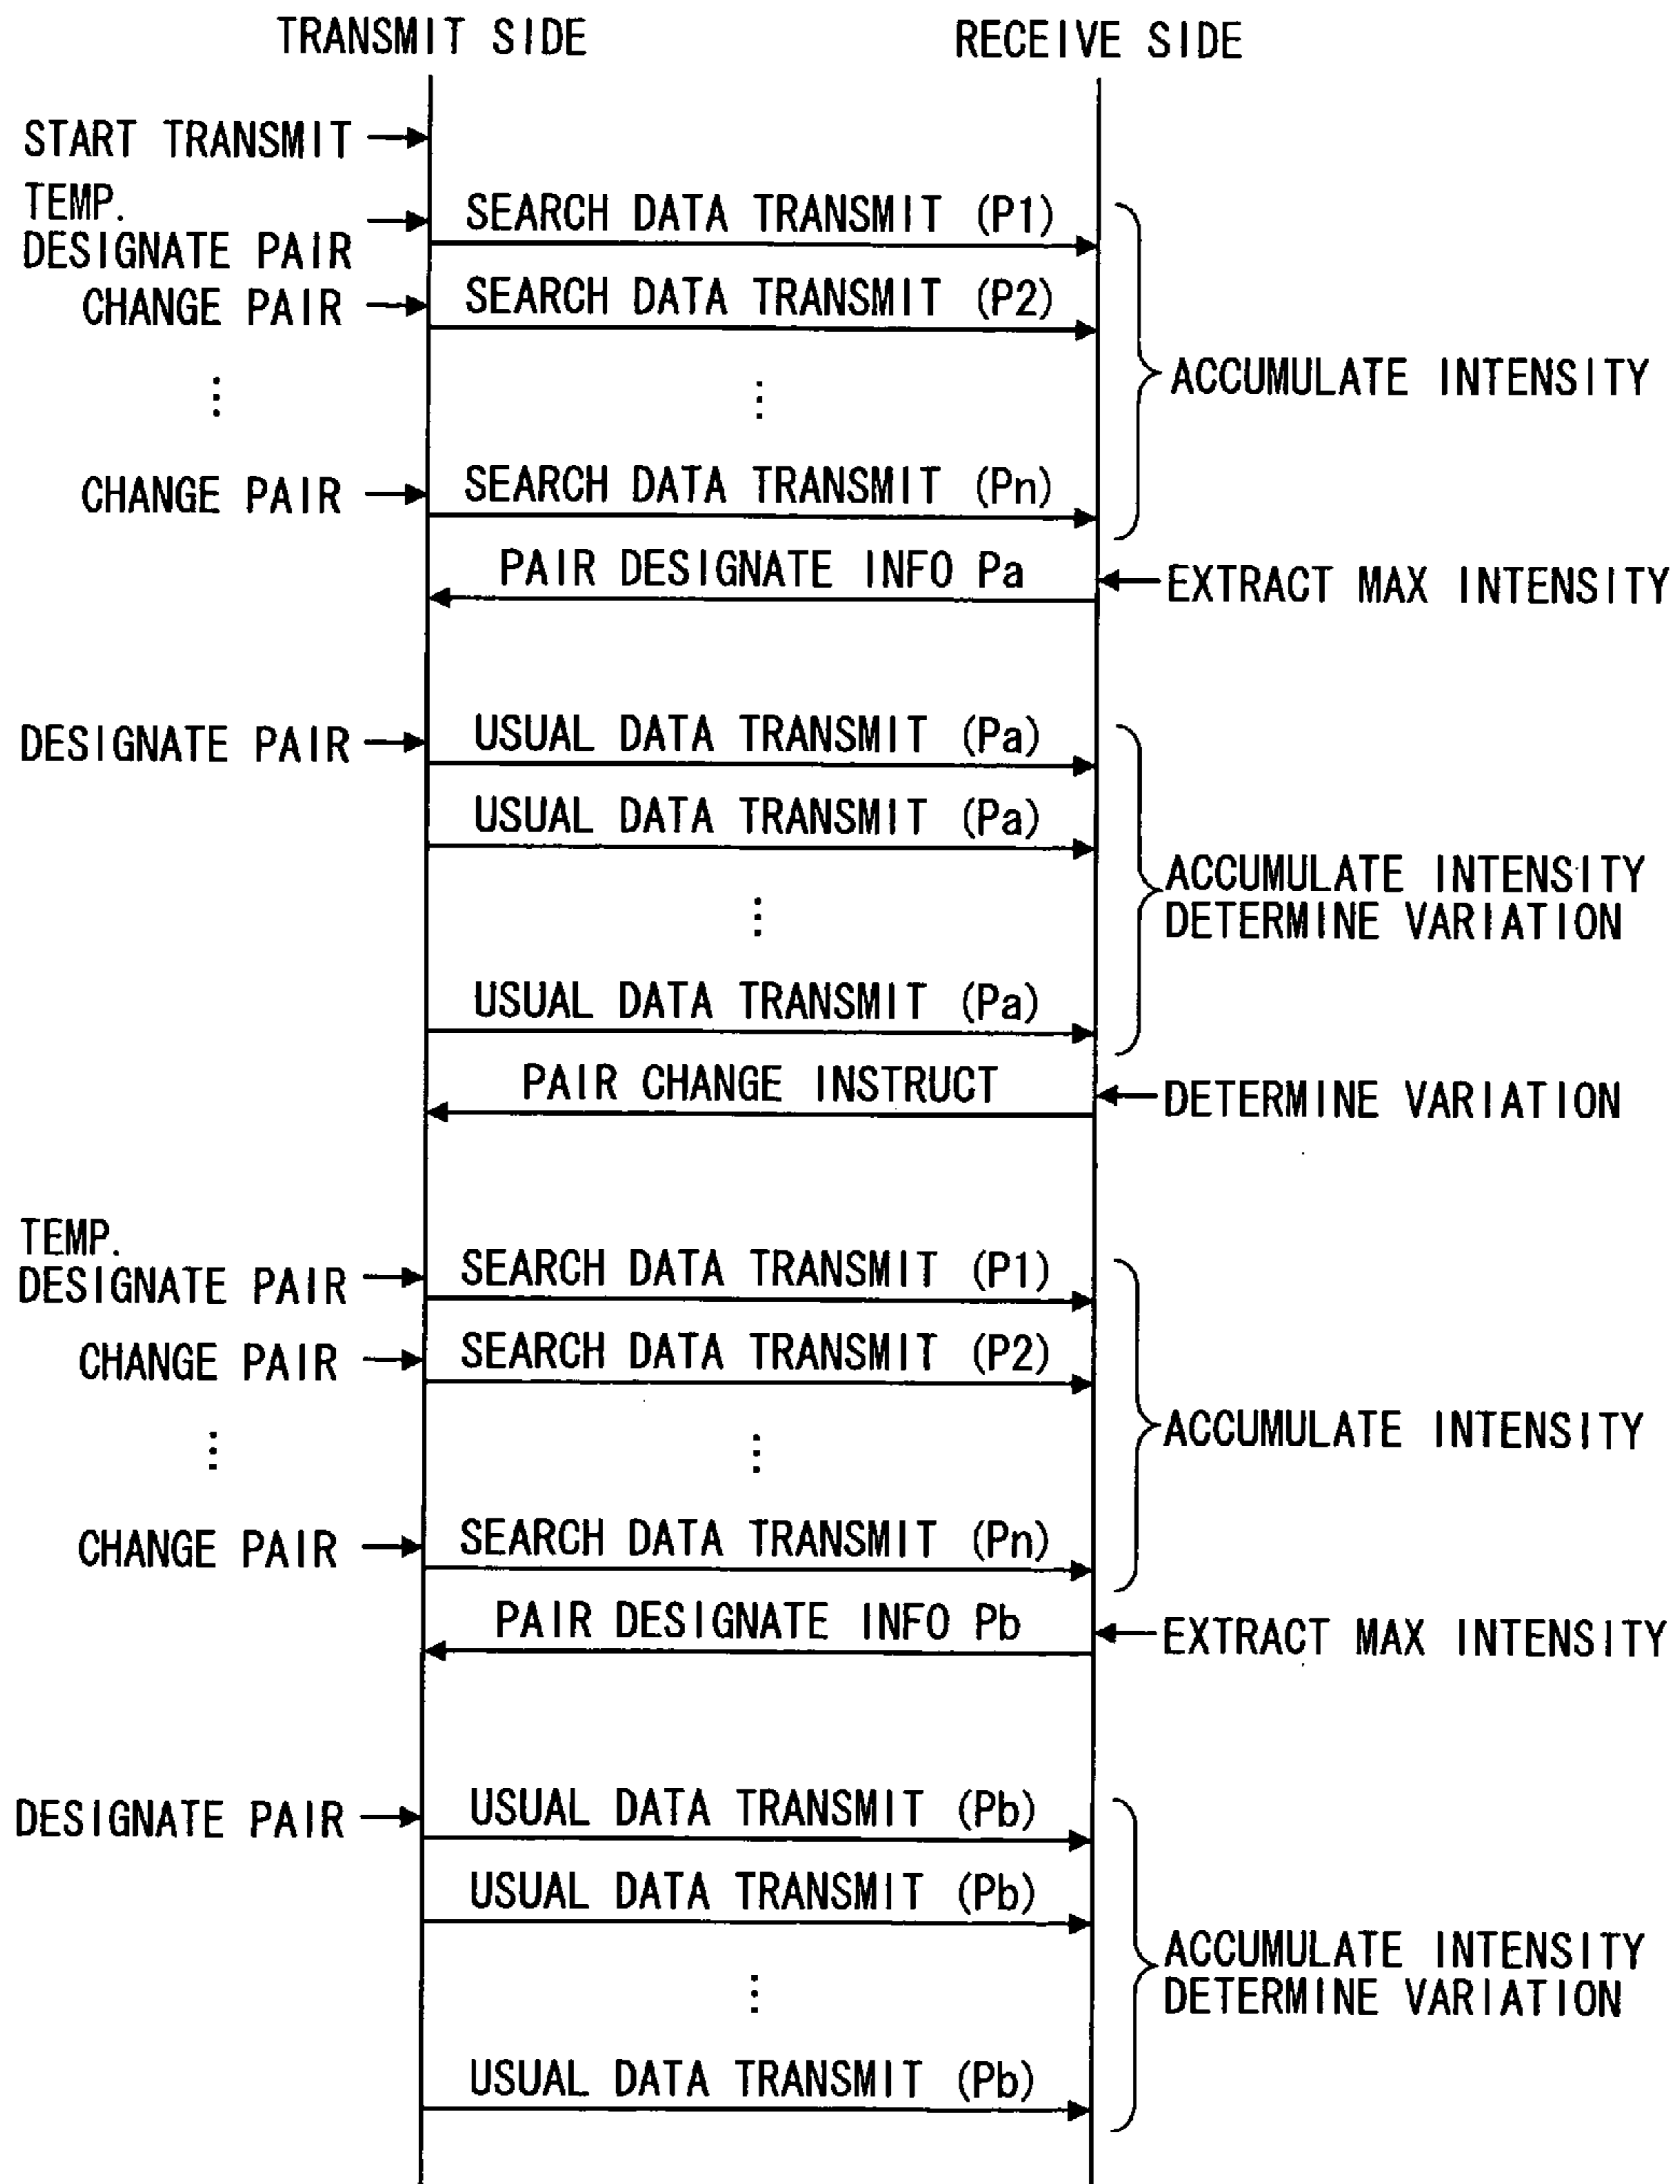 TRANSMIT SIDE
RECEIVE SIDE
START TRANSMIT
TEMP.
DESIGNATE PAIR
SEARCH DATA TRANSMIT (P1)
CHANGE PAIR
SEARCH DATA TRANSMIT (P2)
⋮
⋮
ACCUMULATE INTENSITY
CHANGE PAIR
SEARCH DATA TRANSMIT (Pn)
PAIR DESIGNATE INFO Pa
EXTRACT MAX INTENSITY
DESIGNATE PAIR
USUAL DATA TRANSMIT (Pa)
USUAL DATA TRANSMIT (Pa)
⋮
ACCUMULATE INTENSITY
DETERMINE VARIATION
USUAL DATA TRANSMIT (Pa)
PAIR CHANGE INSTRUCT
DETERMINE VARIATION
TEMP.
DESIGNATE PAIR
SEARCH DATA TRANSMIT (P1)
CHANGE PAIR
SEARCH DATA TRANSMIT (P2)
⋮
⋮
ACCUMULATE INTENSITY
CHANGE PAIR
SEARCH DATA TRANSMIT (Pn)
PAIR DESIGNATE INFO Pb
EXTRACT MAX INTENSITY
DESIGNATE PAIR
USUAL DATA TRANSMIT (Pb)
USUAL DATA TRANSMIT (Pb)
⋮
ACCUMULATE INTENSITY
DETERMINE VARIATION
USUAL DATA TRANSMIT (Pb)